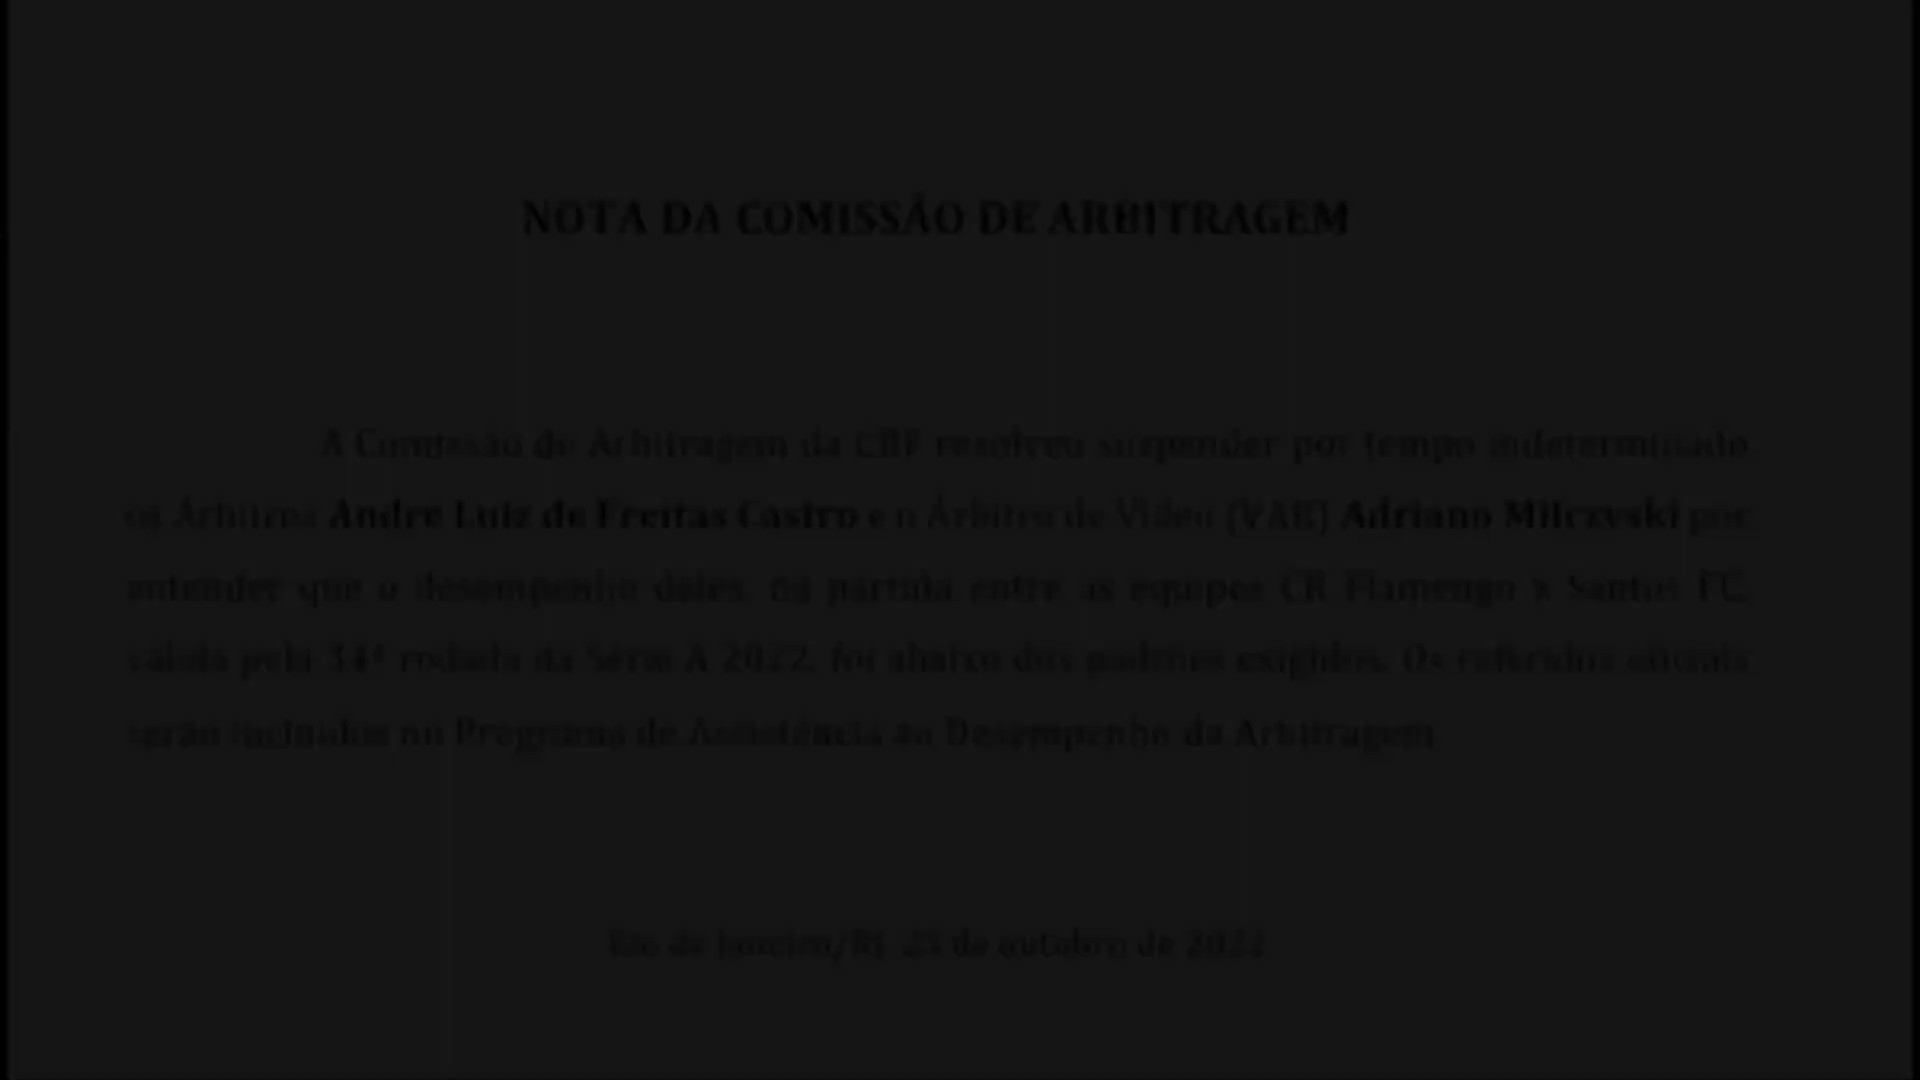 NOTA DA COMISSÃO DE ARBITRAGEM
A Comissão de Arbitragem da CBF resolveu suspender por tempo indeterminado
os Árbitros Andre Luiz de Freitas Castro e o Árbitro de Vídeo (VAR) Adriano Milczvski por
entender que o desempenho deles, na partida entre as equipes CR Flamengo x Santos FC,
válida pela 34ª rodada da Série A 2022, foi abaixo dos padrões exigidos. Os referidos oficiais
serão incluídos no Programa de Assistência ao Desempenho da Arbitragem
Rio de Janeiro/RJ, 25 de outubro de 2022